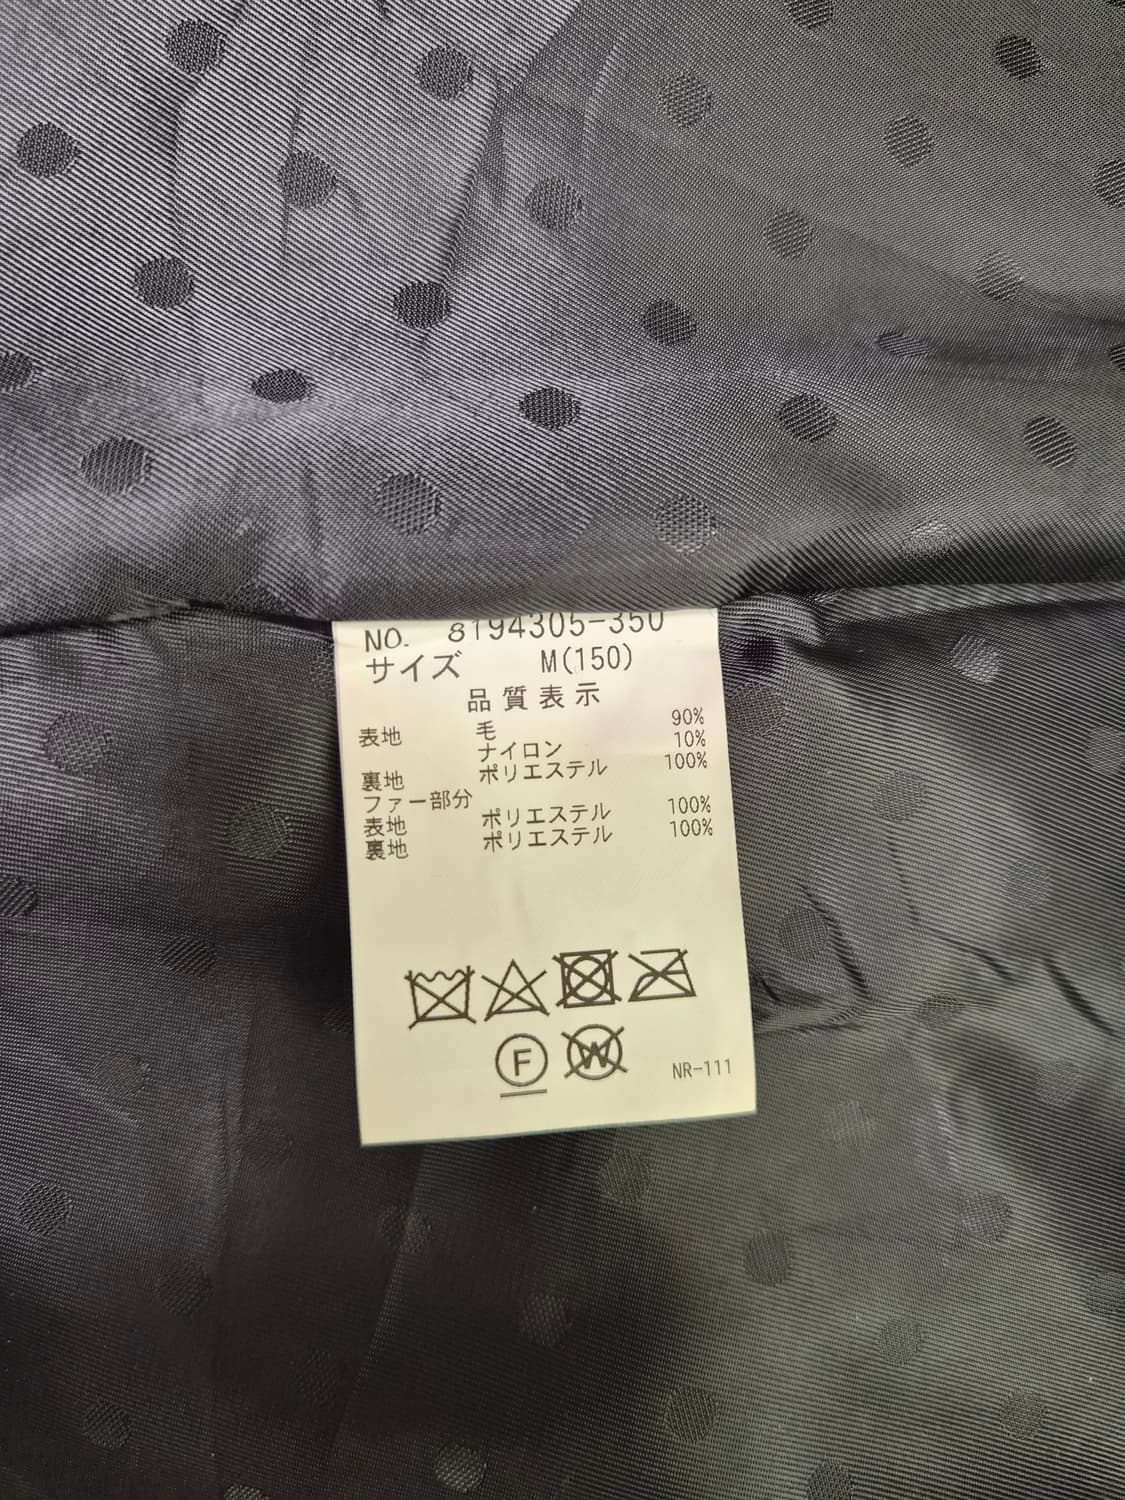 NO. 8194305-350
サイズ M(150)
品質表示
表地 毛 90%
ナイロン 10%
裏地 ポリエステル 100%
ファー部分
表地 ポリエステル 100%
裏地 ポリエステル 100%
F W
NR-111